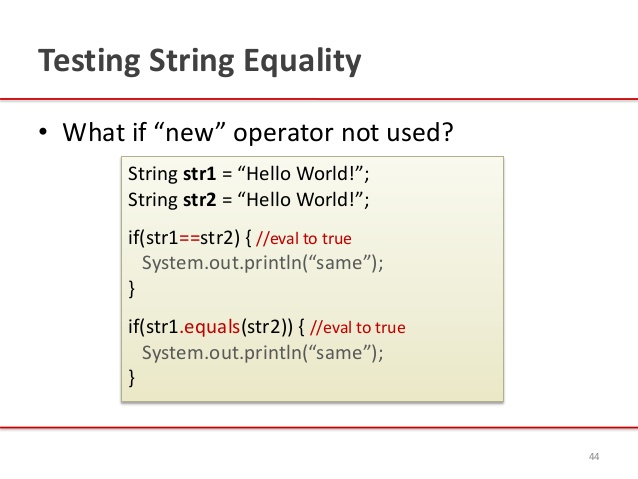 Testing String Equality
• What if “new” operator not used?
String str1 = “Hello World!”;
String str2 = “Hello World!”;
if(str1==str2) { //eval to true
System.out.println(“same”);
}
if(str1.equals(str2)) { //eval to true
System.out.println(“same”);
}
44